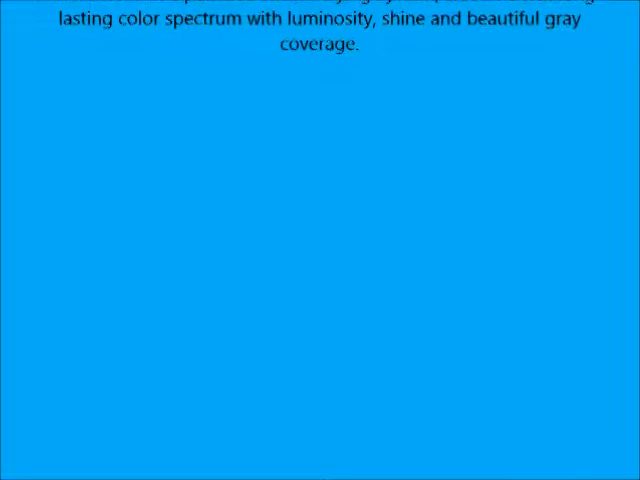 lasting color spectrum with luminosity, shine and beautiful gray
coverage.